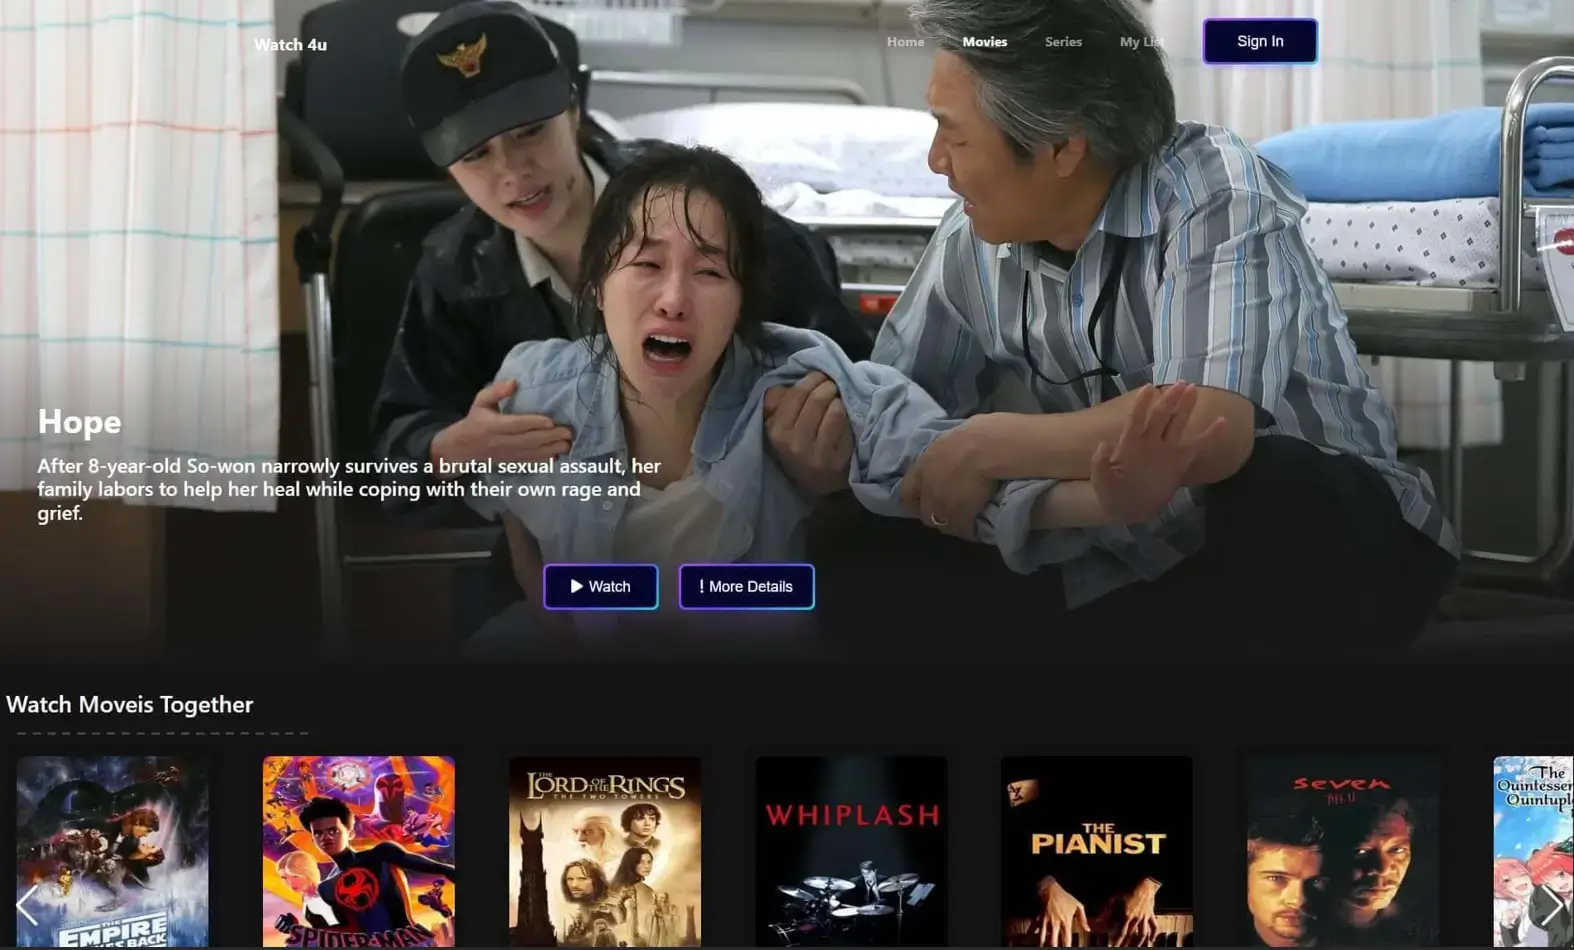 Watch 4u
Home
Movies
Series
My List
Sign In
Hope
After 8-year-old So-won narrowly survives a brutal sexual assault, her
family labors to help her heal while coping with their own rage and
grief.
Watch
! More Details
Watch Moveis Together
THE
EMPIRE
BACK
SPIDER-MAN
THE
LORD OF THE RINGS
THE TWO TOWERS
WHIPLASH
THE
PIANIST
Seven
The
Quintessen
Quintupl